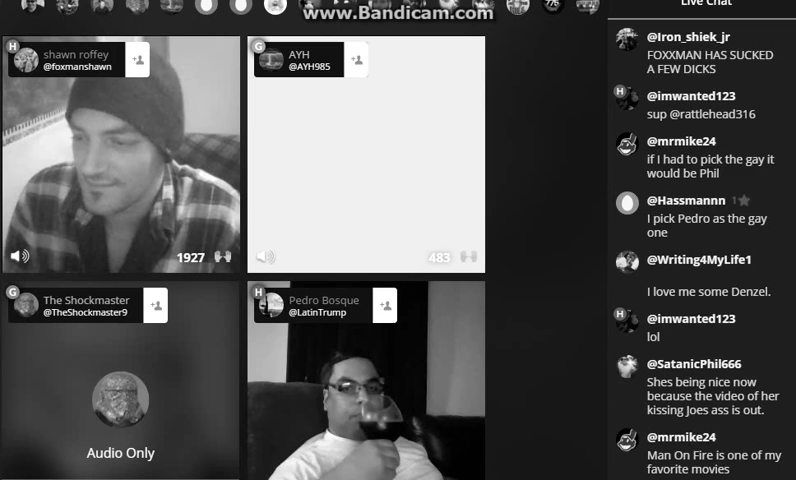 www.Bandicam.com
Live Chat
H
shawn roffey
@foxmanshawn
1927
G
AYH
@AYH985
483
G
The Shockmaster
@TheShockmaster9
Audio Only
H
Pedro Bosque
@LatinTrump
@Iron_shiek_jr
FOXXMAN HAS SUCKED
A FEW DICKS
H
@imwanted123
sup @rattlehead316
@mrmike24
if I had to pick the gay it
would be Phil
@Hassmannn 1
I pick Pedro as the gay
one
@Writing4MyLife1
I love me some Denzel.
H
@imwanted123
lol
@SatanicPhil666
Shes being nice now
because the video of her
kissing Joes ass is out.
@mrmike24
Man On Fire is one of my
favorite movies